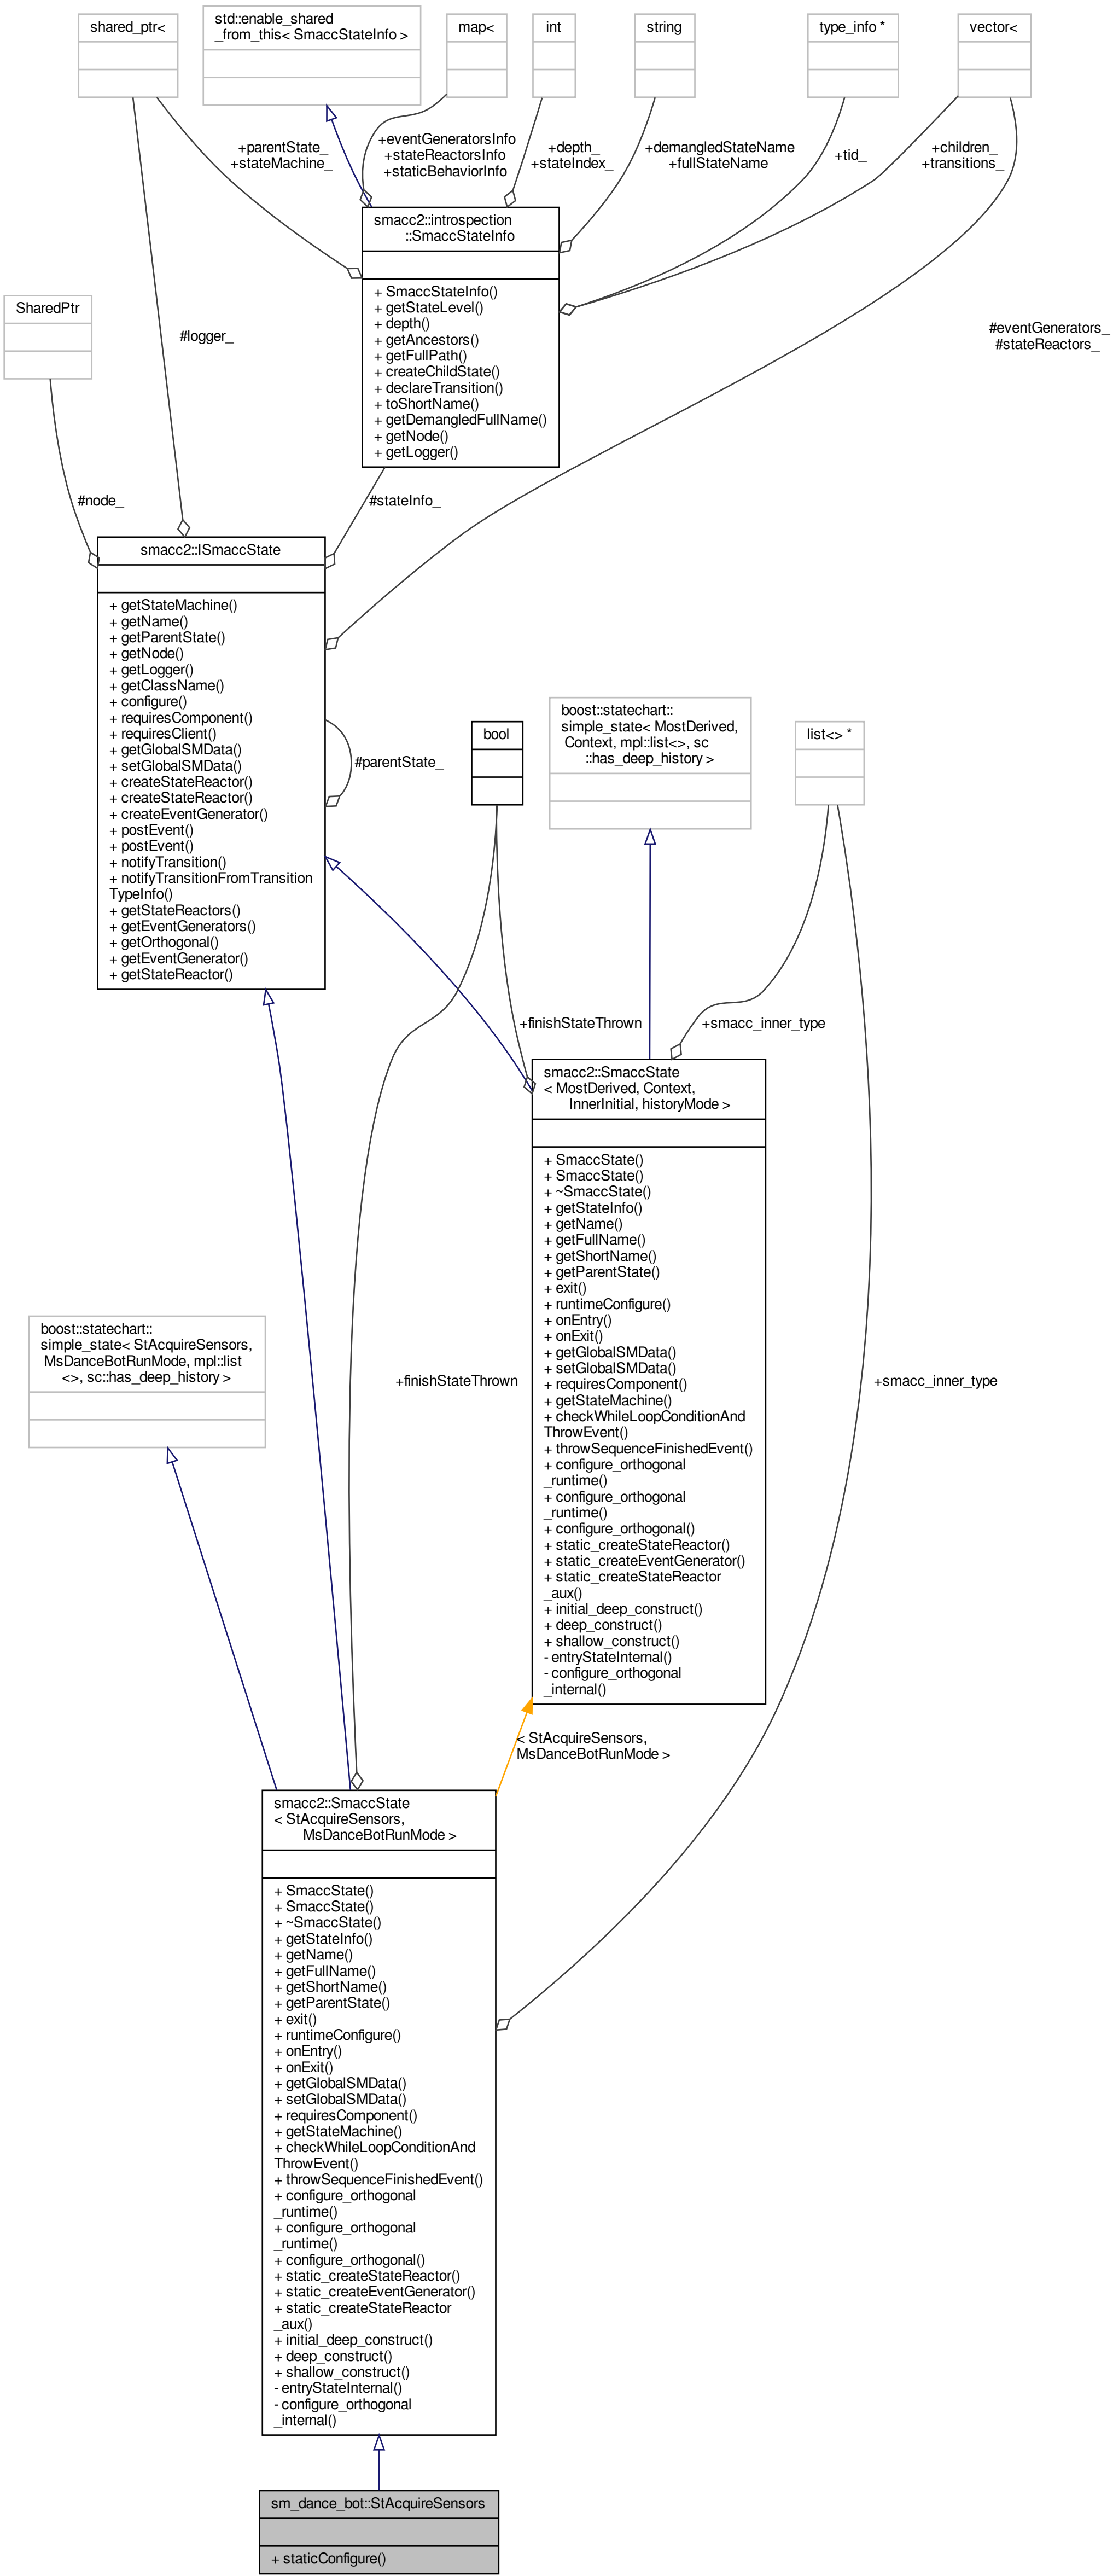 shared_ptr<
std::enable_shared
_from_this< SmaccStateInfo >
map<
int
string
type_info *
vector<
+parentState_
+stateMachine_
+eventGeneratorsInfo
+stateReactorsInfo
+staticBehaviorInfo
+depth_
+stateIndex_
+demangledStateName
+fullStateName
+tid_
+children_
+transitions_
smacc2::introspection
::SmaccStateInfo
+ SmaccStateInfo()
+ getStateLevel()
+ depth()
+ getAncestors()
+ getFullPath()
+ createChildState()
+ declareTransition()
+ toShortName()
+ getDemangledFullName()
+ getNode()
+ getLogger()
SharedPtr
#logger_
#eventGenerators_
#stateReactors_
#node_
#stateInfo_
smacc2::ISmaccState
+ getStateMachine()
+ getName()
+ getParentState()
+ getNode()
+ getLogger()
+ getClassName()
+ configure()
+ requiresComponent()
+ requiresClient()
+ getGlobalSMData()
+ setGlobalSMData()
+ createStateReactor()
+ createStateReactor()
+ createEventGenerator()
+ postEvent()
+ postEvent()
+ notifyTransition()
+ notifyTransitionFromTransition
TypeInfo()
+ getStateReactors()
+ getEventGenerators()
+ getOrthogonal()
+ getEventGenerator()
+ getStateReactor()
#parentState_
bool
boost::statechart::
simple_state< MostDerived,
Context, mpl::list<>, sc
::has_deep_history >
list<> *
+finishStateThrown
+smacc_inner_type
smacc2::SmaccState
< MostDerived, Context,
InnerInitial, historyMode >
+ SmaccState()
+ SmaccState()
+ ~SmaccState()
+ getStateInfo()
+ getName()
+ getFullName()
+ getShortName()
+ getParentState()
+ exit()
+ runtimeConfigure()
+ onEntry()
+ onExit()
+ getGlobalSMData()
+ setGlobalSMData()
+ requiresComponent()
+ getStateMachine()
+ checkWhileLoopConditionAnd
ThrowEvent()
+ throwSequenceFinishedEvent()
+ configure_orthogonal
_runtime()
+ configure_orthogonal
_runtime()
+ configure_orthogonal()
+ static_createStateReactor()
+ static_createEventGenerator()
+ static_createStateReactor
_aux()
+ initial_deep_construct()
+ deep_construct()
+ shallow_construct()
- entryStateInternal()
- configure_orthogonal
_internal()
boost::statechart::
simple_state< StAcquireSensors,
MsDanceBotRunMode, mpl::list
<>, sc::has_deep_history >
+finishStateThrown
+smacc_inner_type
< StAcquireSensors,
MsDanceBotRunMode >
smacc2::SmaccState
< StAcquireSensors,
MsDanceBotRunMode >
+ SmaccState()
+ SmaccState()
+ ~SmaccState()
+ getStateInfo()
+ getName()
+ getFullName()
+ getShortName()
+ getParentState()
+ exit()
+ runtimeConfigure()
+ onEntry()
+ onExit()
+ getGlobalSMData()
+ setGlobalSMData()
+ requiresComponent()
+ getStateMachine()
+ checkWhileLoopConditionAnd
ThrowEvent()
+ throwSequenceFinishedEvent()
+ configure_orthogonal
_runtime()
+ configure_orthogonal
_runtime()
+ configure_orthogonal()
+ static_createStateReactor()
+ static_createEventGenerator()
+ static_createStateReactor
_aux()
+ initial_deep_construct()
+ deep_construct()
+ shallow_construct()
- entryStateInternal()
- configure_orthogonal
_internal()
sm_dance_bot::StAcquireSensors
+ staticConfigure()